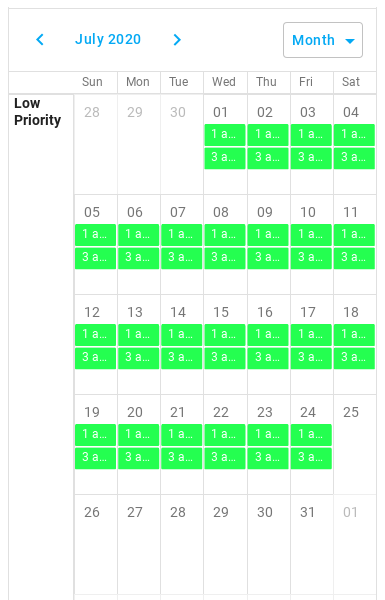 July 2020
Month
Sun Mon Tue Wed Thu Fri Sat
Low
Priority
28 29 30 01 02 03 04
1 a... 1 a... 1 a... 1 a...
3 a... 3 a... 3 a... 3 a...
05 06 07 08 09 10 11
1 a... 1 a... 1 a... 1 a... 1 a... 1 a... 1 a...
3 a... 3 a... 3 a... 3 a... 3 a... 3 a... 3 a...
12 13 14 15 16 17 18
1 a... 1 a... 1 a... 1 a... 1 a... 1 a... 1 a...
3 a... 3 a... 3 a... 3 a... 3 a... 3 a... 3 a...
19 20 21 22 23 24 25
1 a... 1 a... 1 a... 1 a... 1 a... 1 a...
3 a... 3 a... 3 a... 3 a... 3 a... 3 a...
26 27 28 29 30 31 01